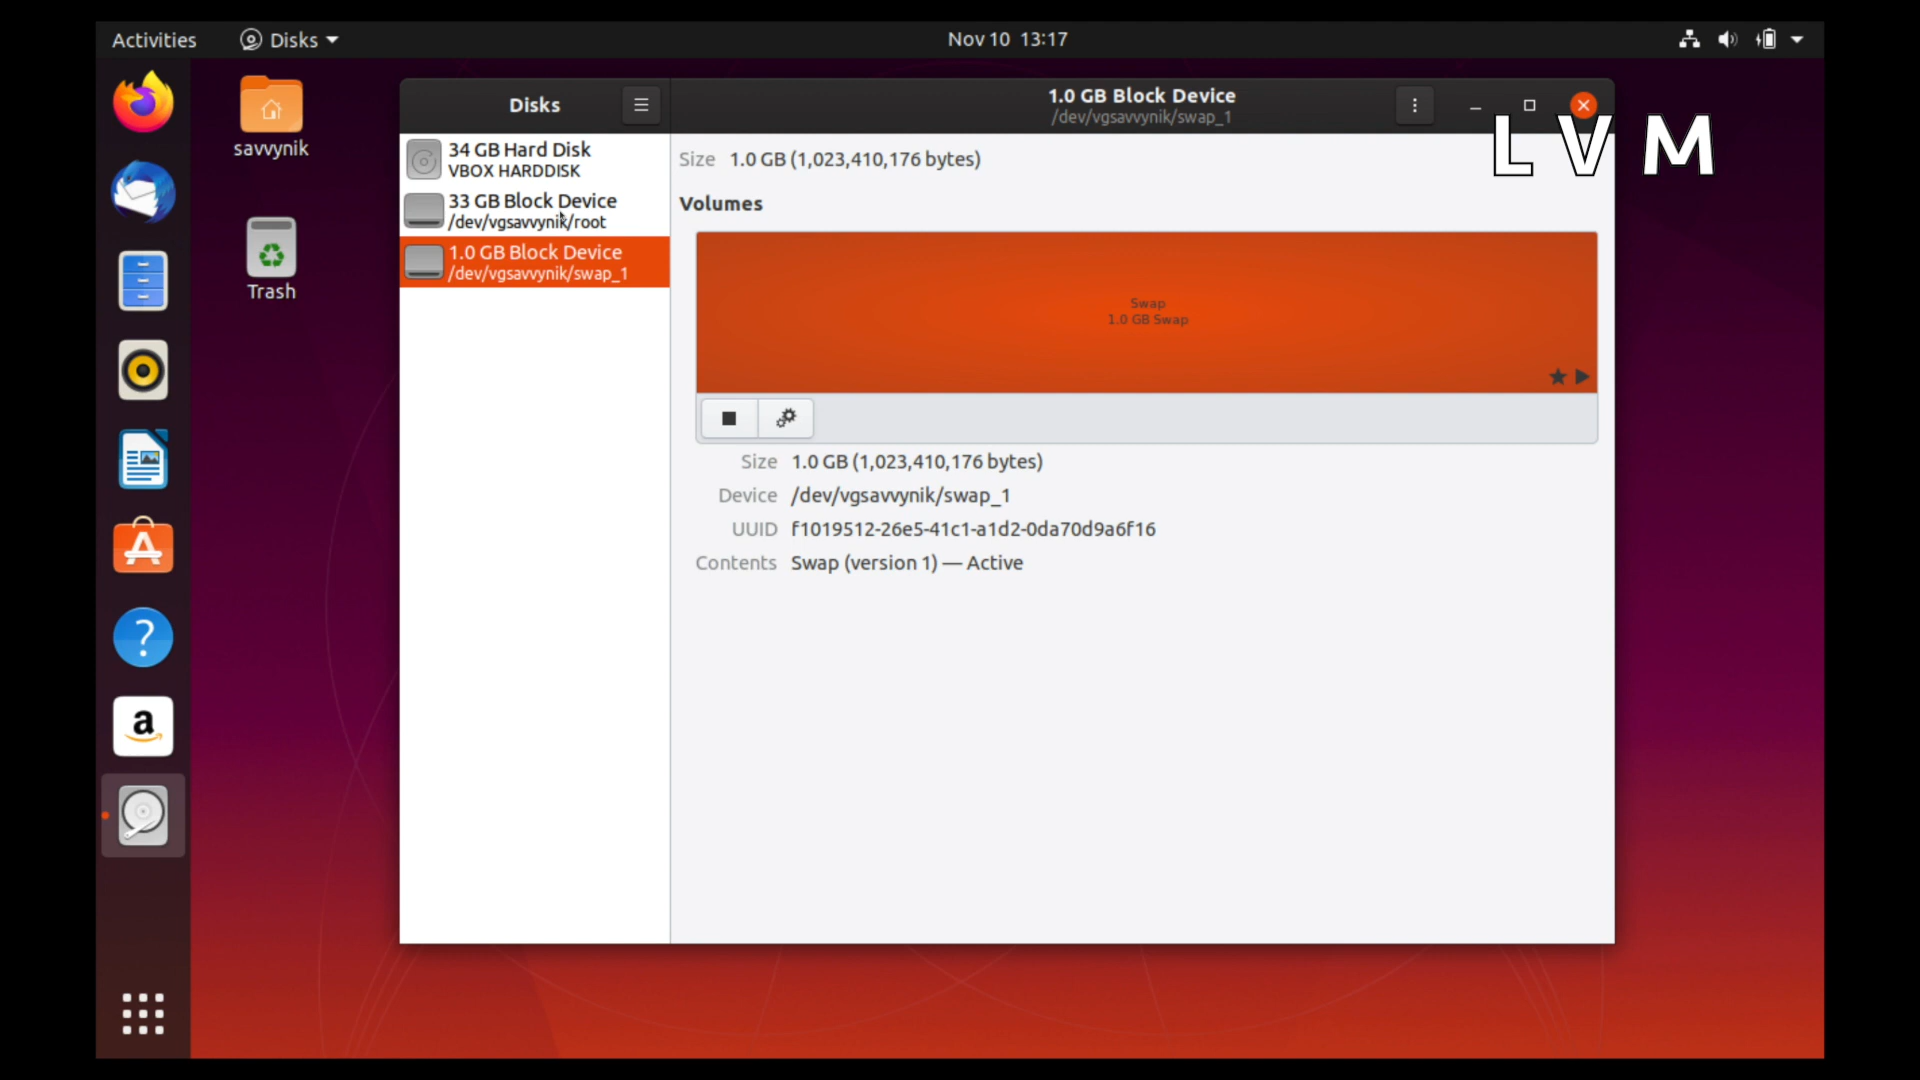 Activities
Disks
Nov 10 13:17
savvynik
Trash
Disks
1.0 GB Block Device
/dev/vgsavvynik/swap_1
L V M
34 GB Hard Disk
VBOX HARDDISK
33 GB Block Device
/dev/vgsavvynik/root
1.0 GB Block Device
/dev/vgsavvynik/swap_1
Size 1.0 GB (1,023,410,176 bytes)
Volumes
Swap
1.0 GB Swap
Size 1.0 GB (1,023,410,176 bytes)
Device /dev/vgsavvynik/swap_1
UUID f1019512-26e5-41c1-a1d2-0da70d9a6f16
Contents Swap (version 1) — Active